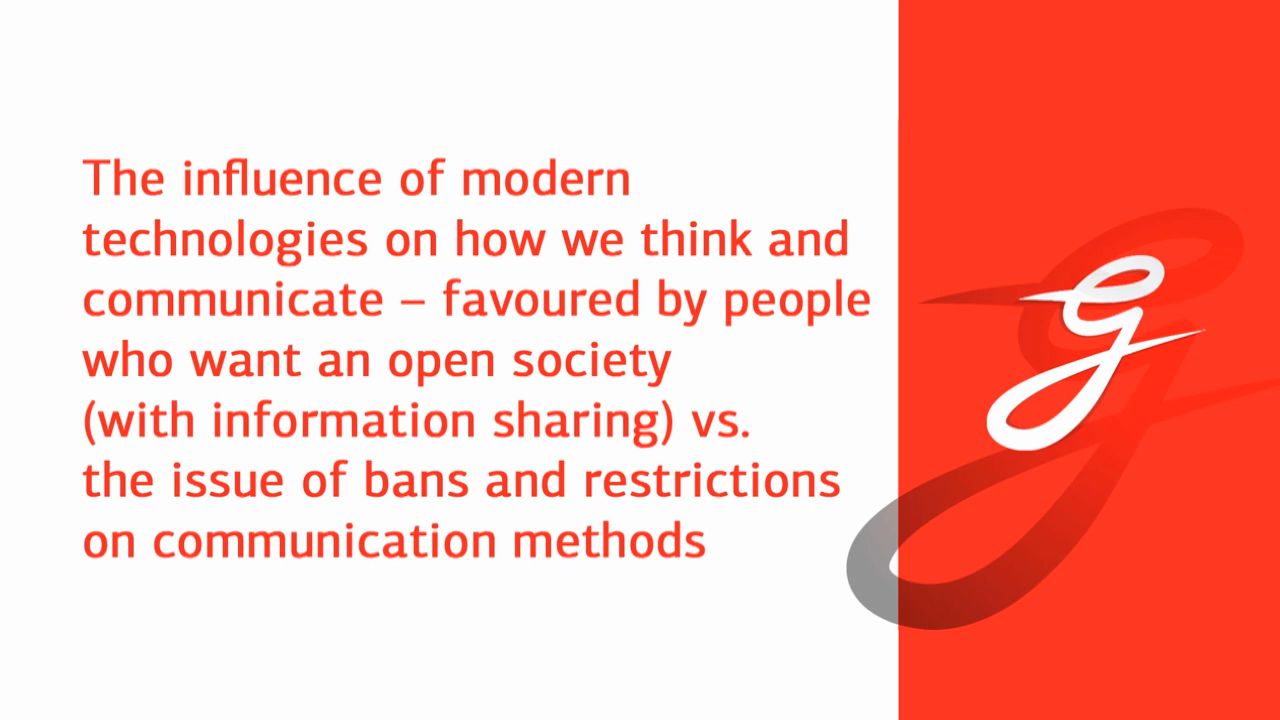 The influence of modern
technologies on how we think and
communicate – favoured by people
who want an open society
(with information sharing) vs.
the issue of bans and restrictions
on communication methods